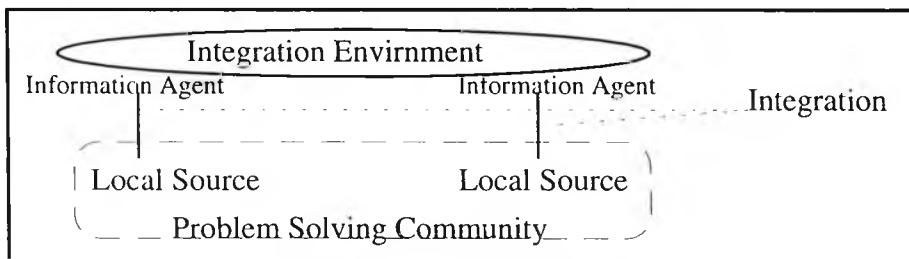 Integration Envirnment
Information Agent Information Agent
Integration
Local Source Local Source
Problem Solving Community